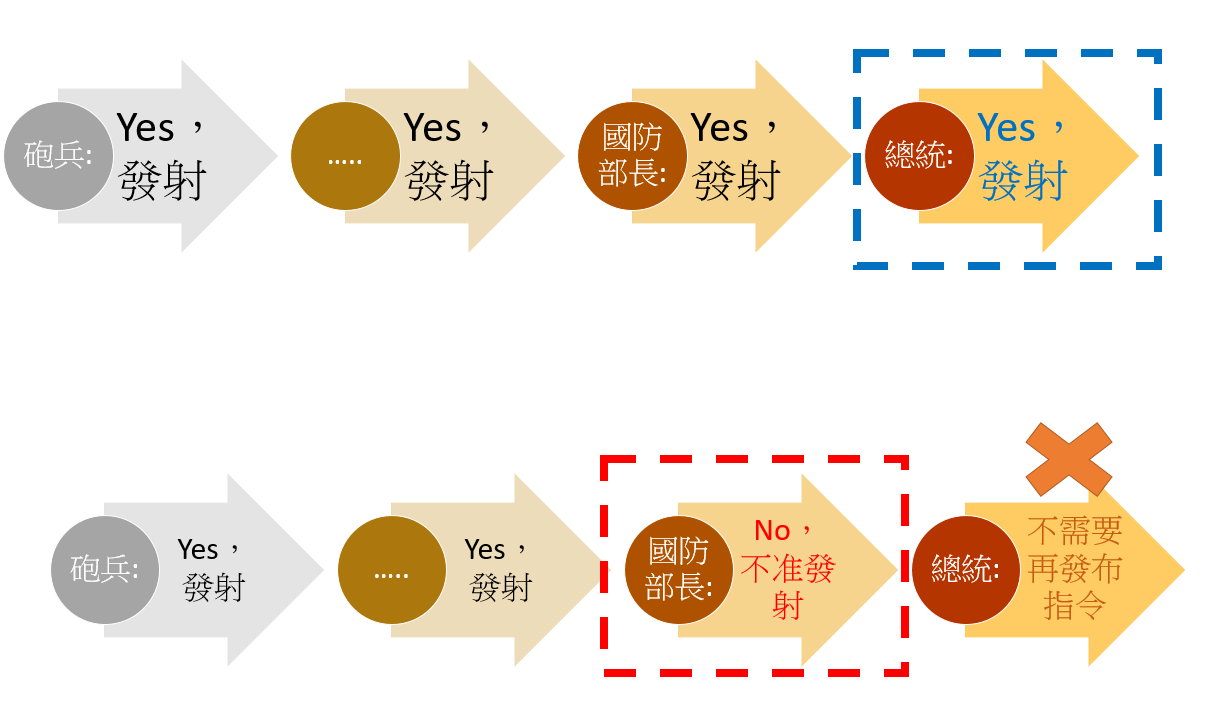 砲兵:
Yes，
發射
.....
Yes，
發射
國防
部長:
Yes，
發射
總統:
Yes，
發射
砲兵:
Yes，
發射
.....
Yes，
發射
國防
部長:
No，
不准發
射
總統:
不需要
再發布
指令